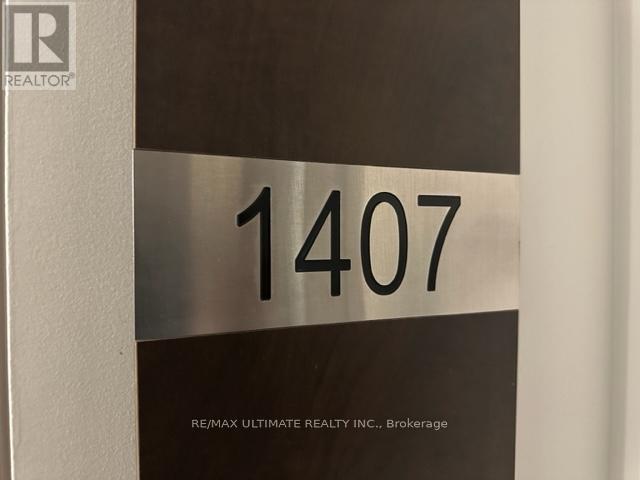 R
REALTOR®
1407
RE/MAX ULTIMATE REALTY INC., Brokerage